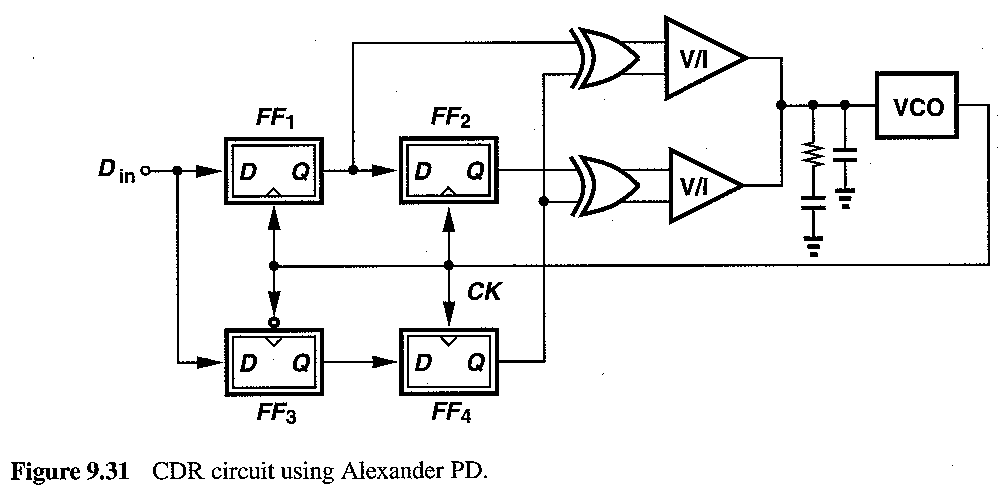 V/I
FF1
FF2
VCO
Din
D Q
D Q
V/I
CK
D Q
D Q
FF3
FF4
Figure 9.31 CDR circuit using Alexander PD.